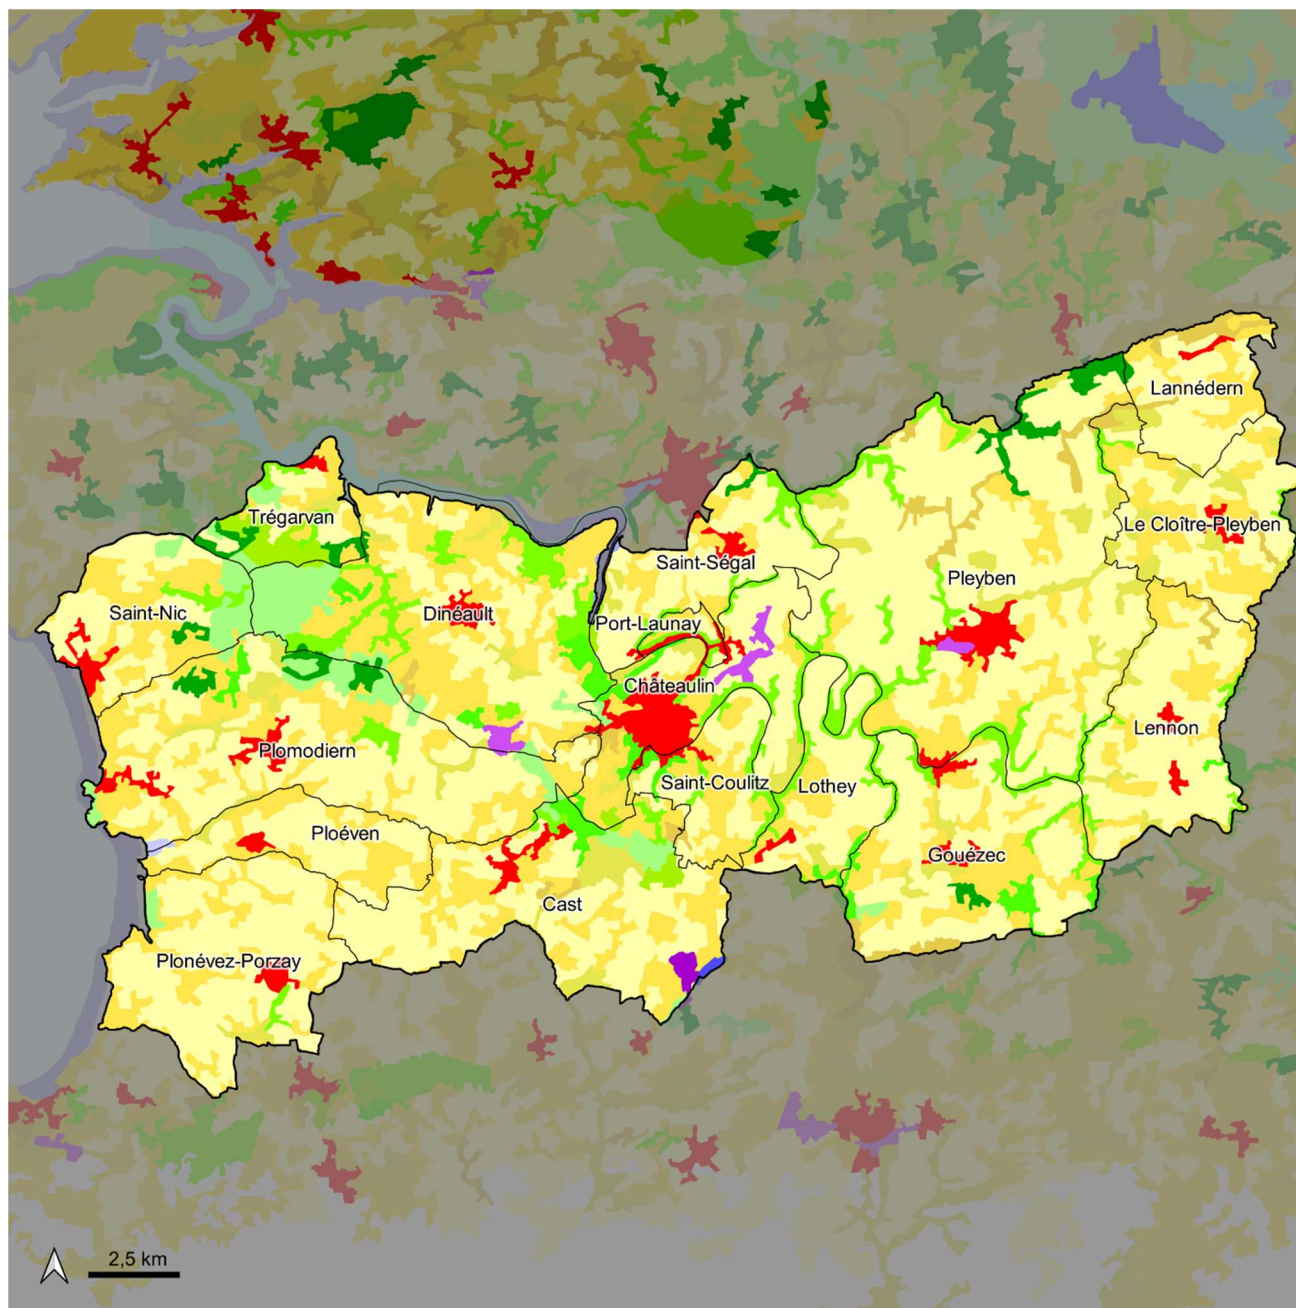 Lannédern
Trégarvan
Le Cloître-Pleyben
Saint-Ségal
Pleyben
Saint-Nic
Dinéault
Port-Launay
Châteaulin
Lennon
Plomodiern
Saint-Coulitz
Lothey
Ploéven
Gouézec
Cast
Plonévez-Porzay
2,5 km